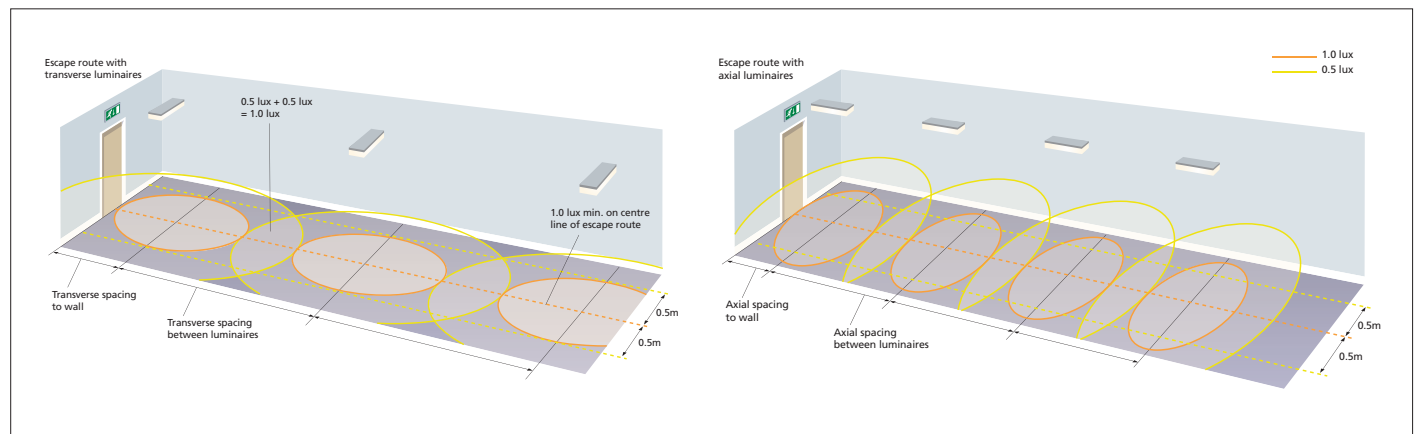 Escape route with
transverse luminaires
0.5 lux + 0.5 lux
= 1.0 lux
1.0 lux min. on centre
line of escape route
Transverse spacing
to wall
Transverse spacing
between luminaires
0.5m
0.5m
Escape route with
axial luminaires
1.0 lux
0.5 lux
Axial spacing
to wall
Axial spacing
between luminaires
0.5m
0.5m